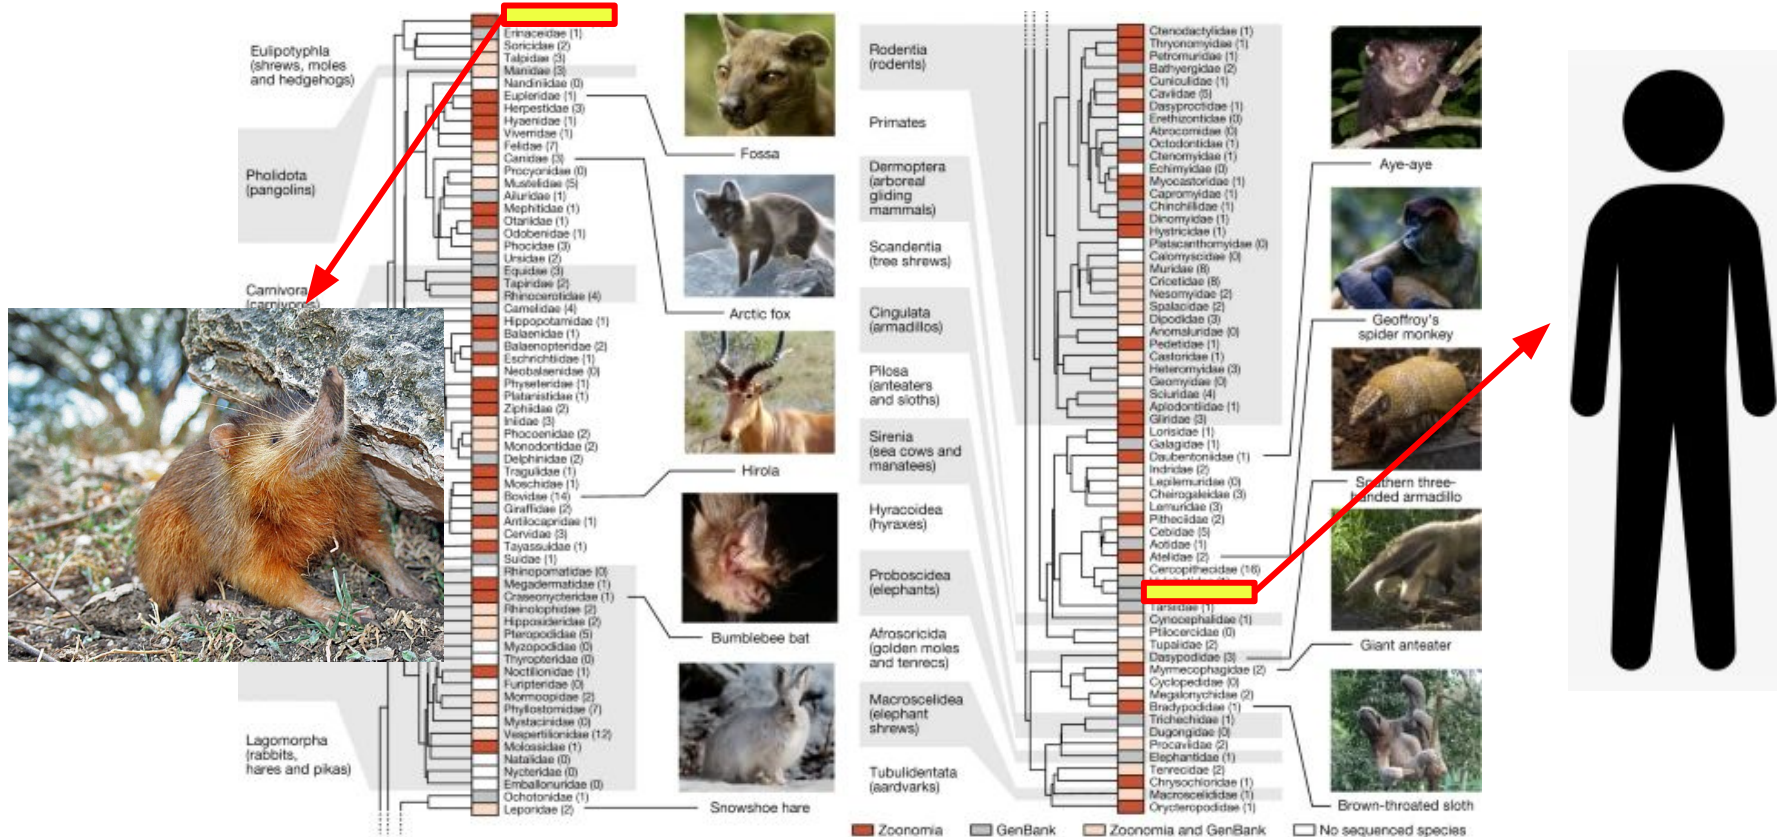 Eulipotyphla
(shrews, moles
and hedgehogs)
Pholidota
(pangolins)
Carnivora
(carnivores)
Lagomorpha
(rabbits,
hares and pikas)
Erinaceidae (1)
Soricidae (2)
Talpidae (3)
Manidae (3)
Nandiniidae (0)
Eupleridae (1)
Herpestidae (3)
Hyaenidae (1)
Viverridae (1)
Felidae (7)
Canidae (3)
Procyonidae (0)
Mustelidae (5)
Ailuridae (1)
Mephitidae (1)
Otariidae (1)
Odobenidae (1)
Phocidae (3)
Ursidae (2)
Equidae (3)
Tapiridae (2)
Rhinocerotidae (4)
Camelidae (4)
Hippopotamidae (1)
Balaenidae (1)
Balaenopteridae (2)
Eschrichtiidae (1)
Neobalaenidae (0)
Physeteridae (1)
Platanistidae (1)
Ziphiidae (2)
Iniidae (3)
Phocoenidae (2)
Monodontidae (2)
Delphinidae (2)
Tragulidae (1)
Moschidae (1)
Bovidae (14)
Giraffidae (2)
Antilocapridae (1)
Cervidae (3)
Tayassuidae (1)
Suidae (1)
Rhinopomatidae (0)
Megadermatidae (1)
Craseonycteridae (1)
Rhinolophidae (2)
Hipposideridae (2)
Pteropodidae (5)
Myzopodidae (0)
Thyropteridae (0)
Noctilionidae (1)
Furipteridae (0)
Mormoopidae (2)
Phyllostomidae (7)
Mystacinidae (0)
Vespertilionidae (12)
Molossidae (1)
Natalidae (0)
Nycteridae (0)
Emballonuridae (0)
Ochotonidae (1)
Leporidae (2)
Fossa
Arctic fox
Hirola
Bumblebee bat
Snowshoe hare
Rodentia
(rodents)
Primates
Dermoptera
(arboreal
gliding
mammals)
Scandentia
(tree shrews)
Cingulata
(armadillos)
Pilosa
(anteaters
and sloths)
Sirenia
(sea cows and
manatees)
Hyracoidea
(hyraxes)
Proboscidea
(elephants)
Afrosoricida
(golden moles
and tenrecs)
Macroscelidea
(elephant
shrews)
Tubulidentata
(aardvarks)
Ctenodactylidae (1)
Thryonomyidae (1)
Petromuridae (1)
Bathyergidae (2)
Cuniculidae (1)
Caviidae (5)
Dasyproctidae (1)
Erethizontidae (0)
Abrocomidae (0)
Octodontidae (1)
Ctenomyidae (1)
Echimyidae (0)
Myocastoridae (1)
Capromyidae (1)
Chinchillidae (1)
Dinomyidae (1)
Hystricidae (1)
Platacanthomyidae (0)
Calomyscidae (0)
Muridae (8)
Cricetidae (8)
Nesomyidae (2)
Spalacidae (2)
Dipodidae (3)
Anomaluridae (0)
Pedetidae (1)
Castoridae (1)
Heteromyidae (3)
Geomyidae (0)
Sciuridae (4)
Aplodontiidae (1)
Gliridae (3)
Lorisidae (1)
Galagidae (1)
Daubentoniidae (1)
Indridae (2)
Lepilemuridae (0)
Cheirogaleidae (3)
Lemuridae (3)
Pitheciidae (2)
Cebidae (5)
Aotidae (1)
Atelidae (2)
Cercopithecidae (16)
Tarsiidae (1)
Cynocephalidae (1)
Ptilocercidae (0)
Tupaiidae (2)
Dasypodidae (3)
Myrmecophagidae (2)
Cyclopedidae (0)
Megalonychidae (2)
Bradypodidae (1)
Trichechidae (1)
Dugongidae (0)
Procaviidae (2)
Elephantidae (1)
Tenrecidae (2)
Chrysochloridae (1)
Macroscelididae (1)
Orycteropodidae (1)
Aye-aye
Geoffroy's
spider monkey
Southern three-
banded armadillo
Giant anteater
Brown-throated sloth
Zoonomia GenBank Zoonomia and GenBank No sequenced species